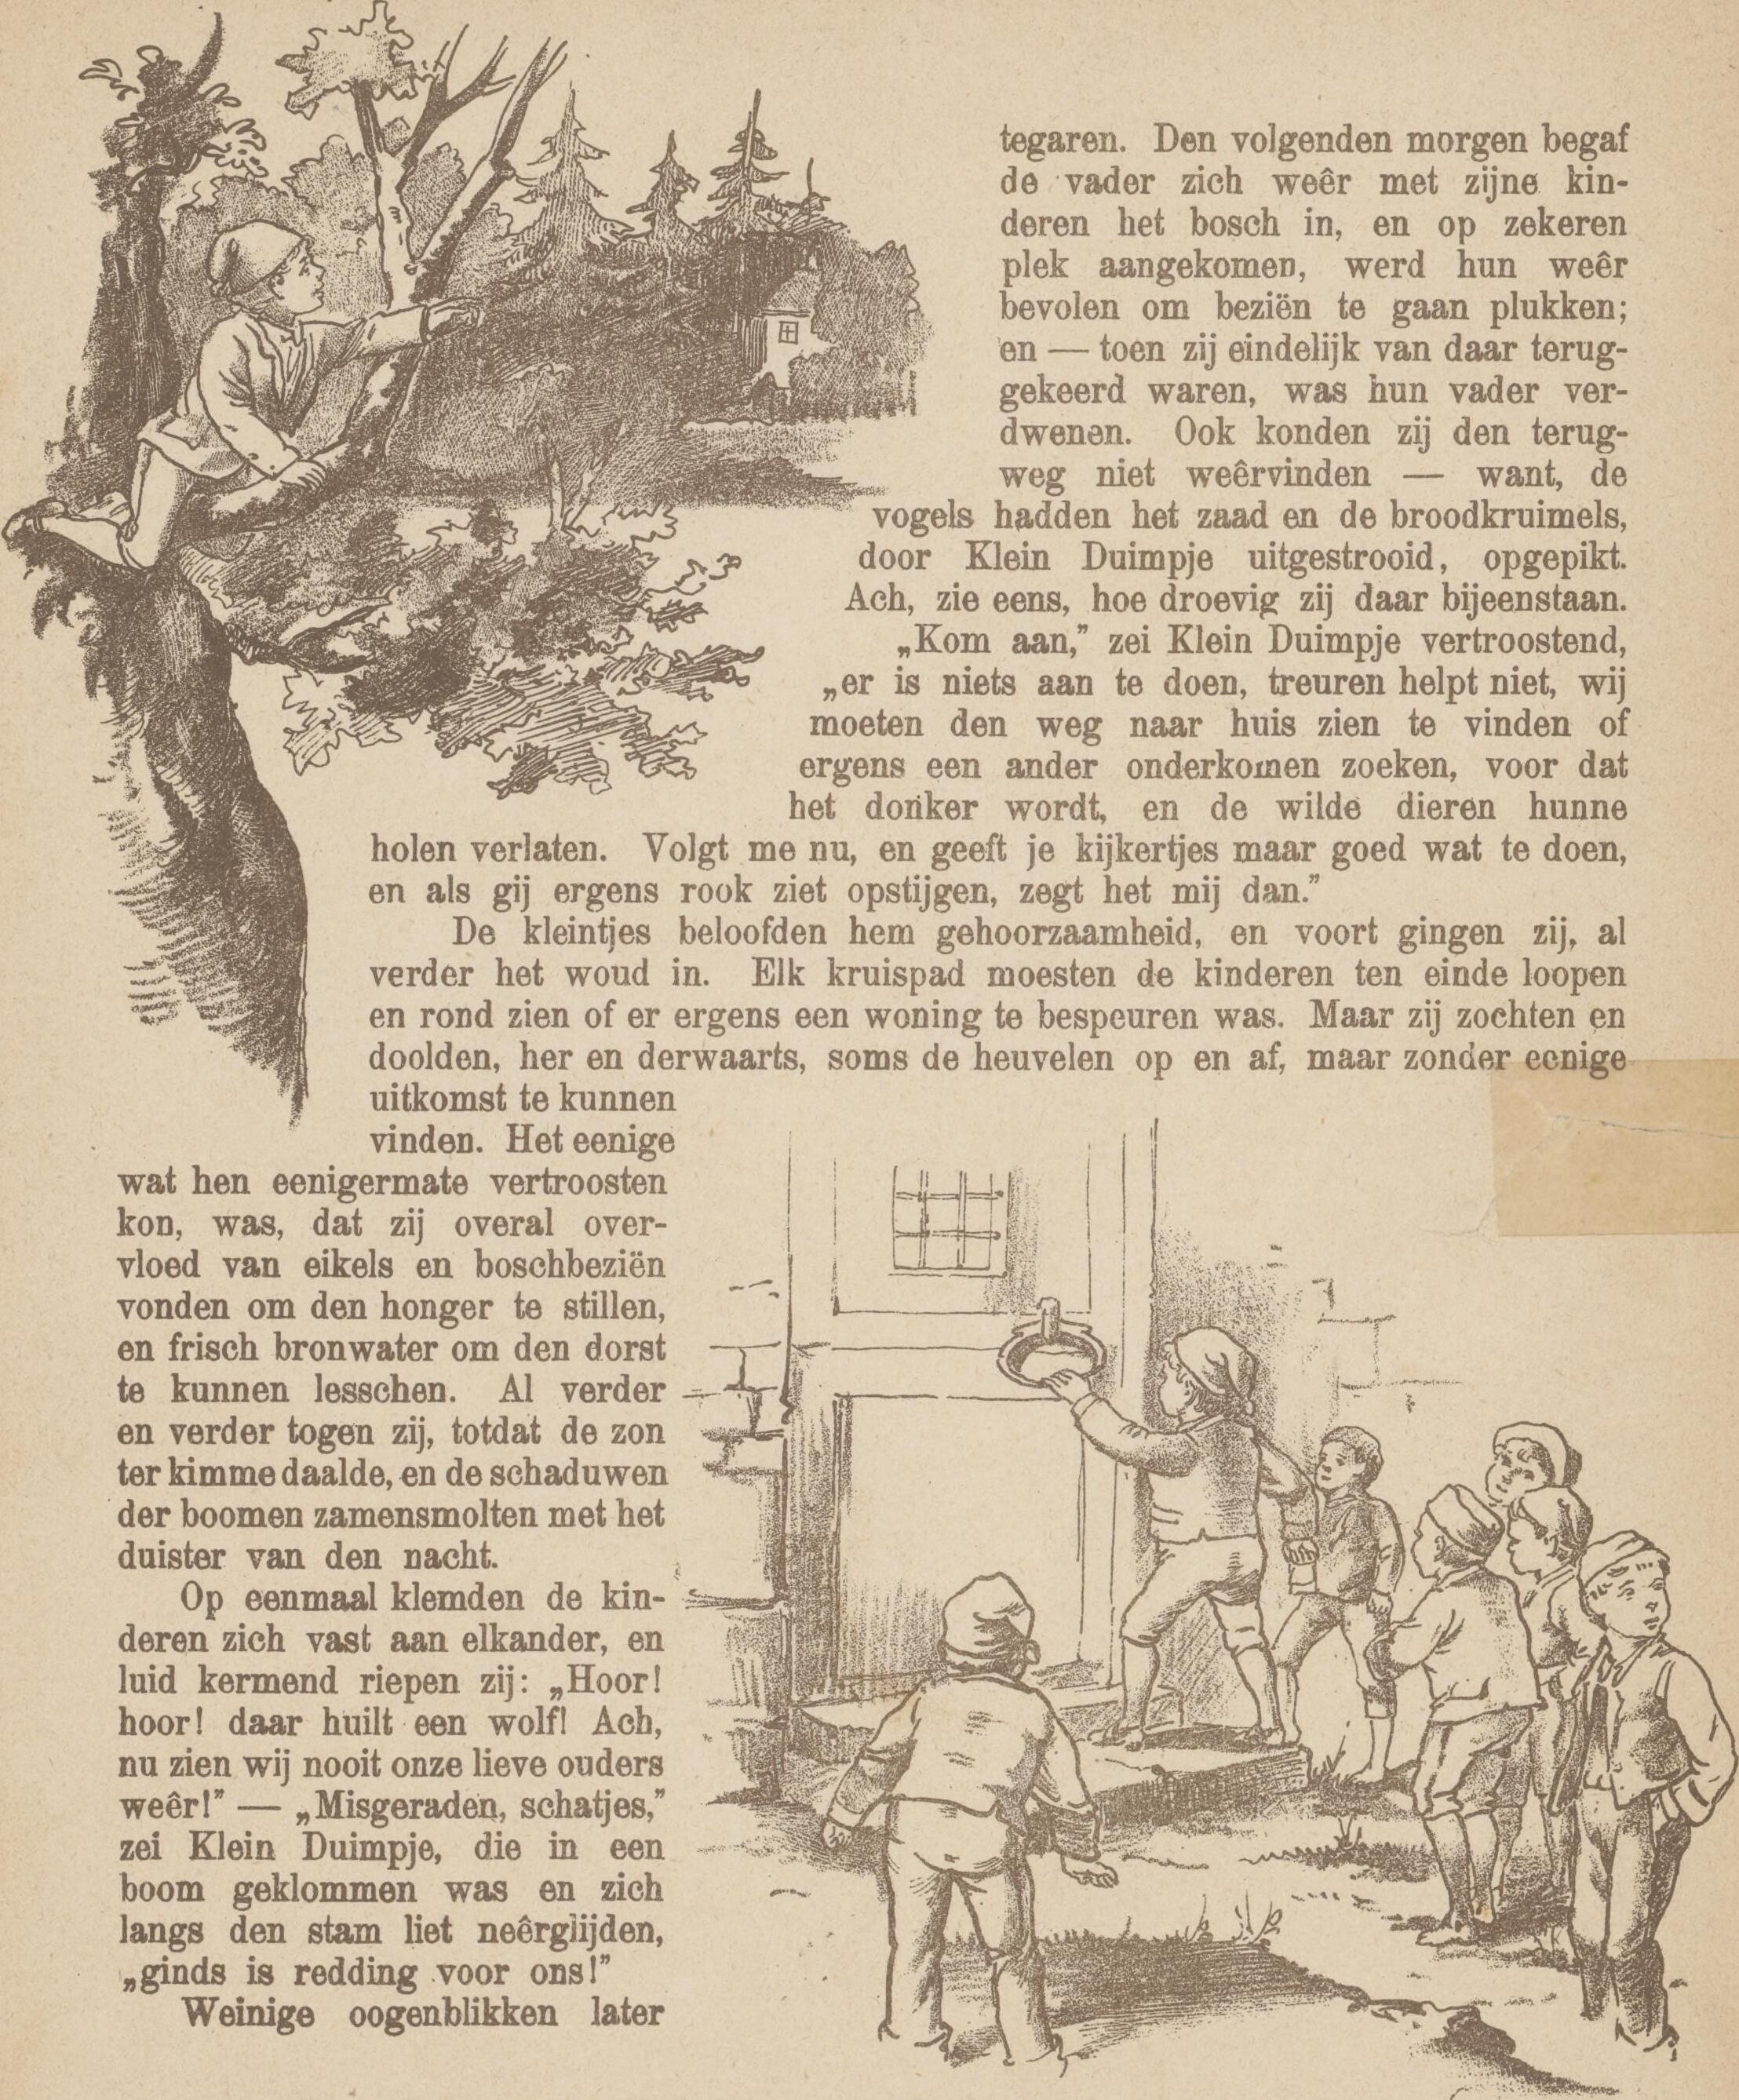 tegaren. Den volgenden morgen begaf
de vader zich weêr met zijne kin-
deren het bosch in, en op zekeren
plek aangekomen, werd hun weêr
bevolen om beziën te gaan plukken;
en — toen zij eindelijk van daar terug-
gekeerd waren, was hun vader ver-
dwenen. Ook konden zij den terug-
weg niet weêrvinden — want, de
vogels hadden het zaad en de broodkruimels,
door Klein Duimpje uitgestrooid, opgepikt.
Ach, zie eens, hoe droevig zij daar bijeenstaan.
„Kom aan,” zei Klein Duimpje vertroostend,
„er is niets aan te doen, treuren helpt niet, wij
moeten den weg naar huis zien te vinden of
ergens een ander onderkomen zoeken, voor dat
het donker wordt, en de wilde dieren hunne
holen verlaten. Volgt me nu, en geeft je kijkertjes maar goed wat te doen,
en als gij ergens rook ziet opstijgen, zegt het mij dan.”
De kleintjes beloofden hem gehoorzaamheid, en voort gingen zij, al
verder het woud in. Elk kruispad moesten de kinderen ten einde loopen
en rond zien of er ergens een woning te bespeuren was. Maar zij zochten en
doolden, her en derwaarts, soms de heuvelen op en af, maar zonder eenige
uitkomst te kunnen
vinden. Het eenige
wat hen eenigermate vertroosten
kon, was, dat zij overal over-
vloed van eikels en boschbeziën
vonden om den honger te stillen,
en frisch bronwater om den dorst
te kunnen lesschen. Al verder
en verder togen zij, totdat de zon
ter kimme daalde, en de schaduwen
der boomen zamensmolten met het
duister van den nacht.
Op eenmaal klemden de kin-
deren zich vast aan elkander, en
luid kermend riepen zij: „Hoor!
hoor! daar huilt een wolf! Ach,
nu zien wij nooit onze lieve ouders
weêr!” — „Misgeraden, schatjes,”
zei Klein Duimpje, die in een
boom geklommen was en zich
langs den stam liet neêrglijden,
„ginds is redding voor ons!”
Weinige oogenblikken later